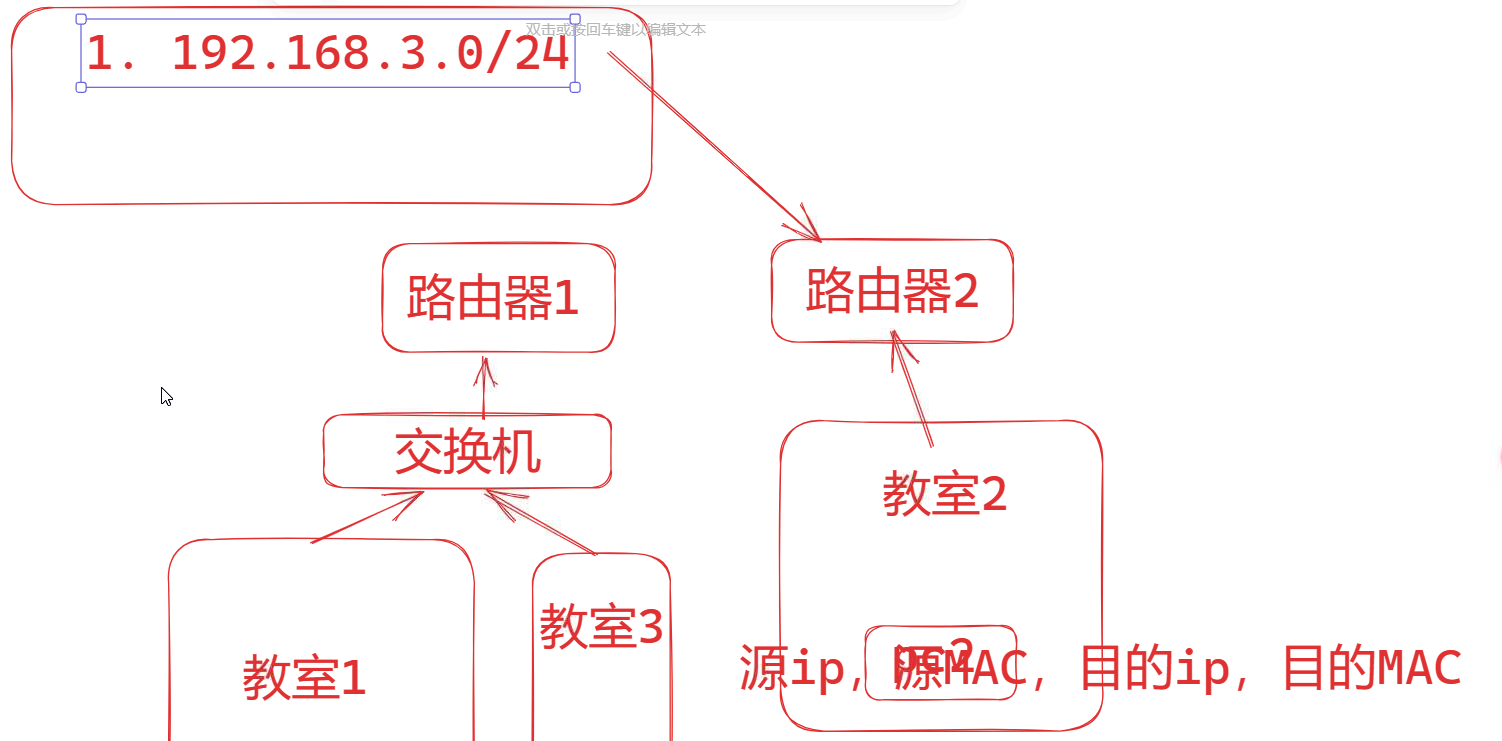 双击或按回车键以编辑文本
1. 192.168.3.0/24
路由器1
路由器2
交换机
教室2
教室3
教室1
pc2
源ip, 源MAC, 目的ip, 目的MAC